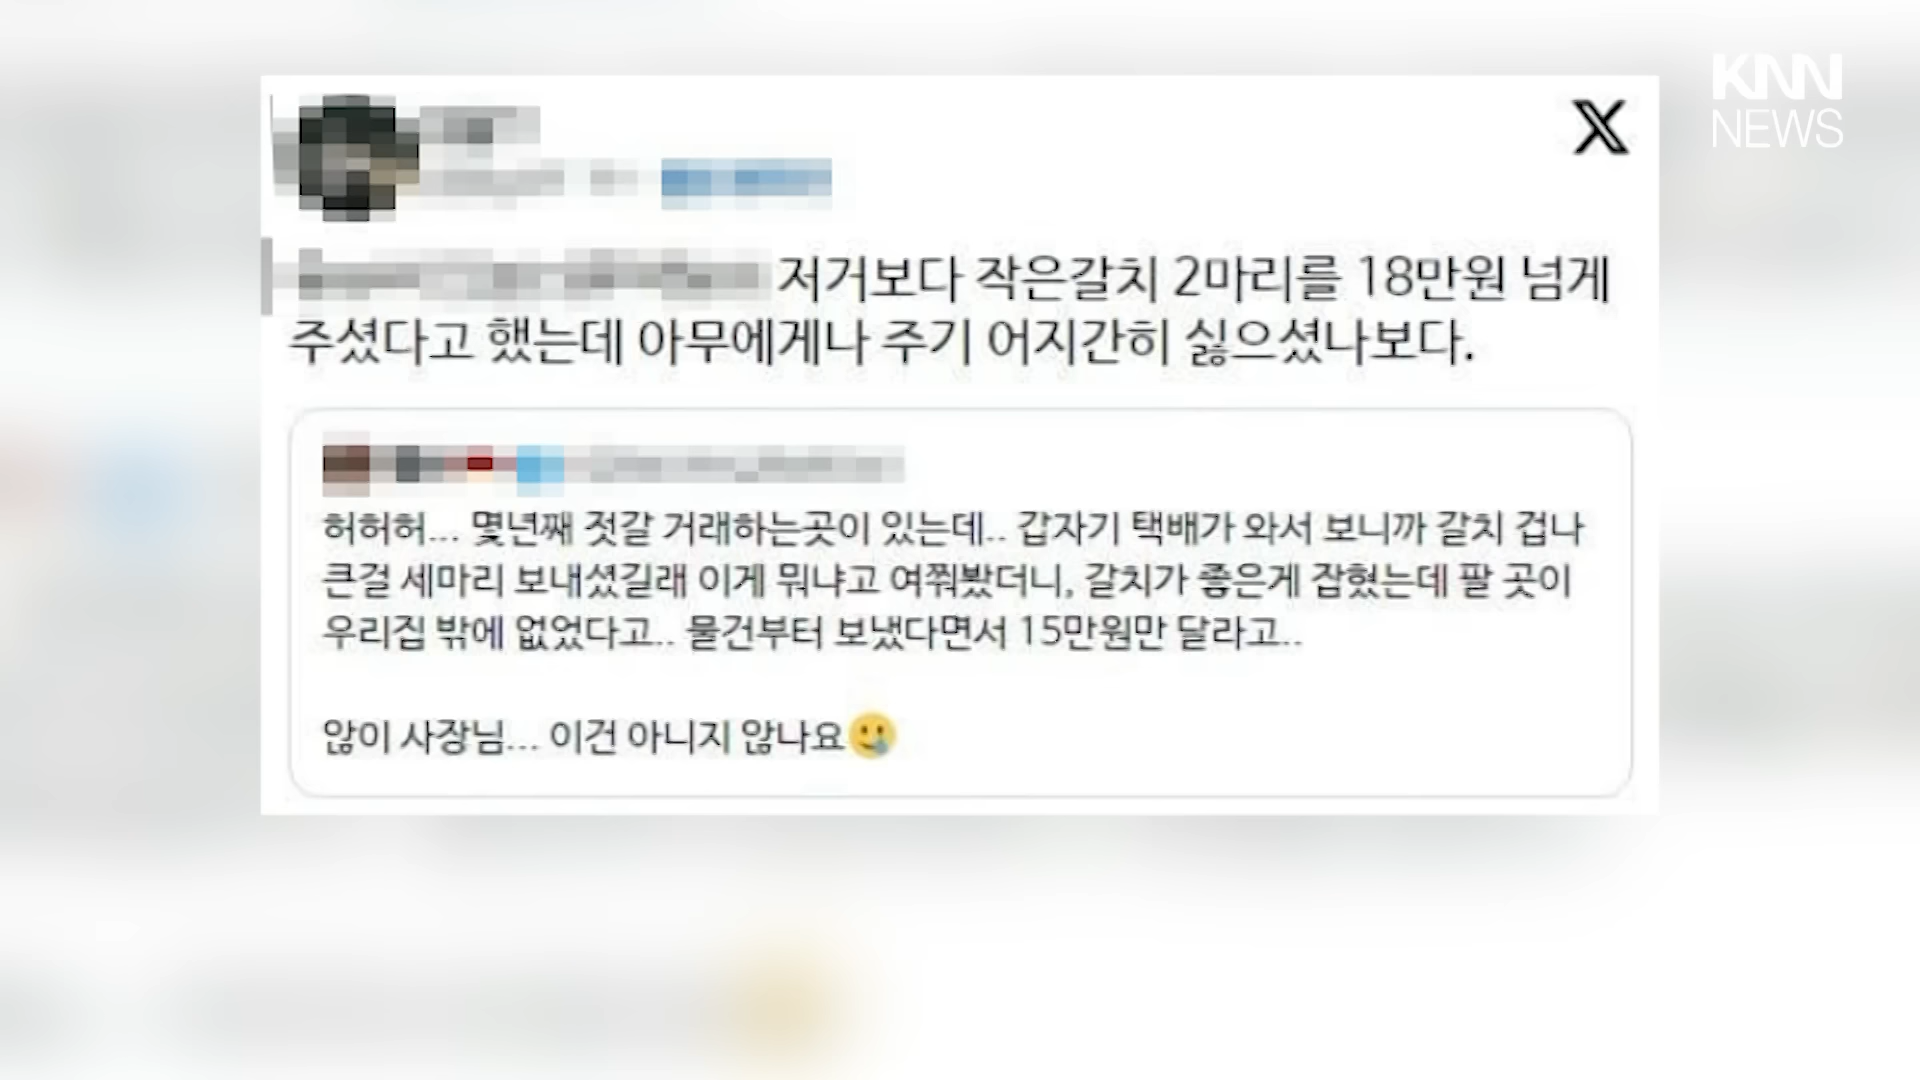 KNN
NEWS
X
저거보다 작은갈치 2마리를 18만원 넘게
주셨다고 했는데 아무에게나 주기 어지간히 싫으셨나보다.
허허허... 몇년째 젓갈 거래하는곳이 있는데.. 갑자기 택배가 와서 보니까 갈치 겁나
큰걸 세마리 보내셨길래 이게 뭐냐고 여쭤봤더니, 갈치가 좋은게 잡혔는데 팔 곳이
우리집 밖에 없었다고.. 물건부터 보냈다면서 15만원만 달라고..
않이 사장님... 이건 아니지 않나요🥲